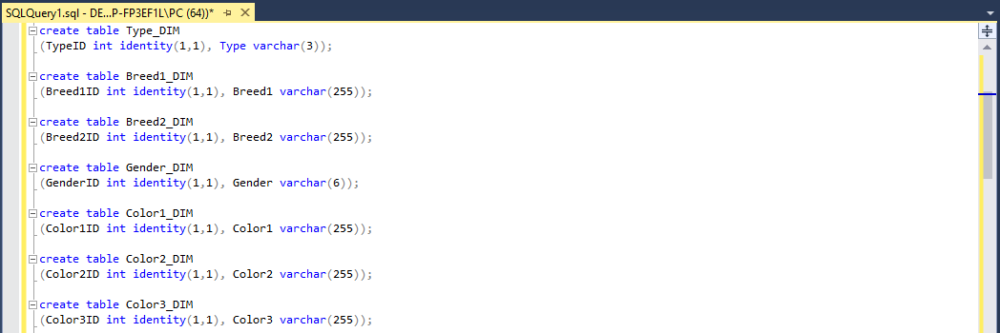 SQLQuery1.sql - DE...P-FP3EF1L\PC (64))*
create table Type_DIM
(TypeID int identity(1,1), Type varchar(3));
create table Breed1_DIM
(Breed1ID int identity(1,1), Breed1 varchar(255));
create table Breed2_DIM
(Breed2ID int identity(1,1), Breed2 varchar(255));
create table Gender_DIM
(GenderID int identity(1,1), Gender varchar(6));
create table Color1_DIM
(Color1ID int identity(1,1), Color1 varchar(255));
create table Color2_DIM
(Color2ID int identity(1,1), Color2 varchar(255));
create table Color3_DIM
(Color3ID int identity(1,1), Color3 varchar(255));